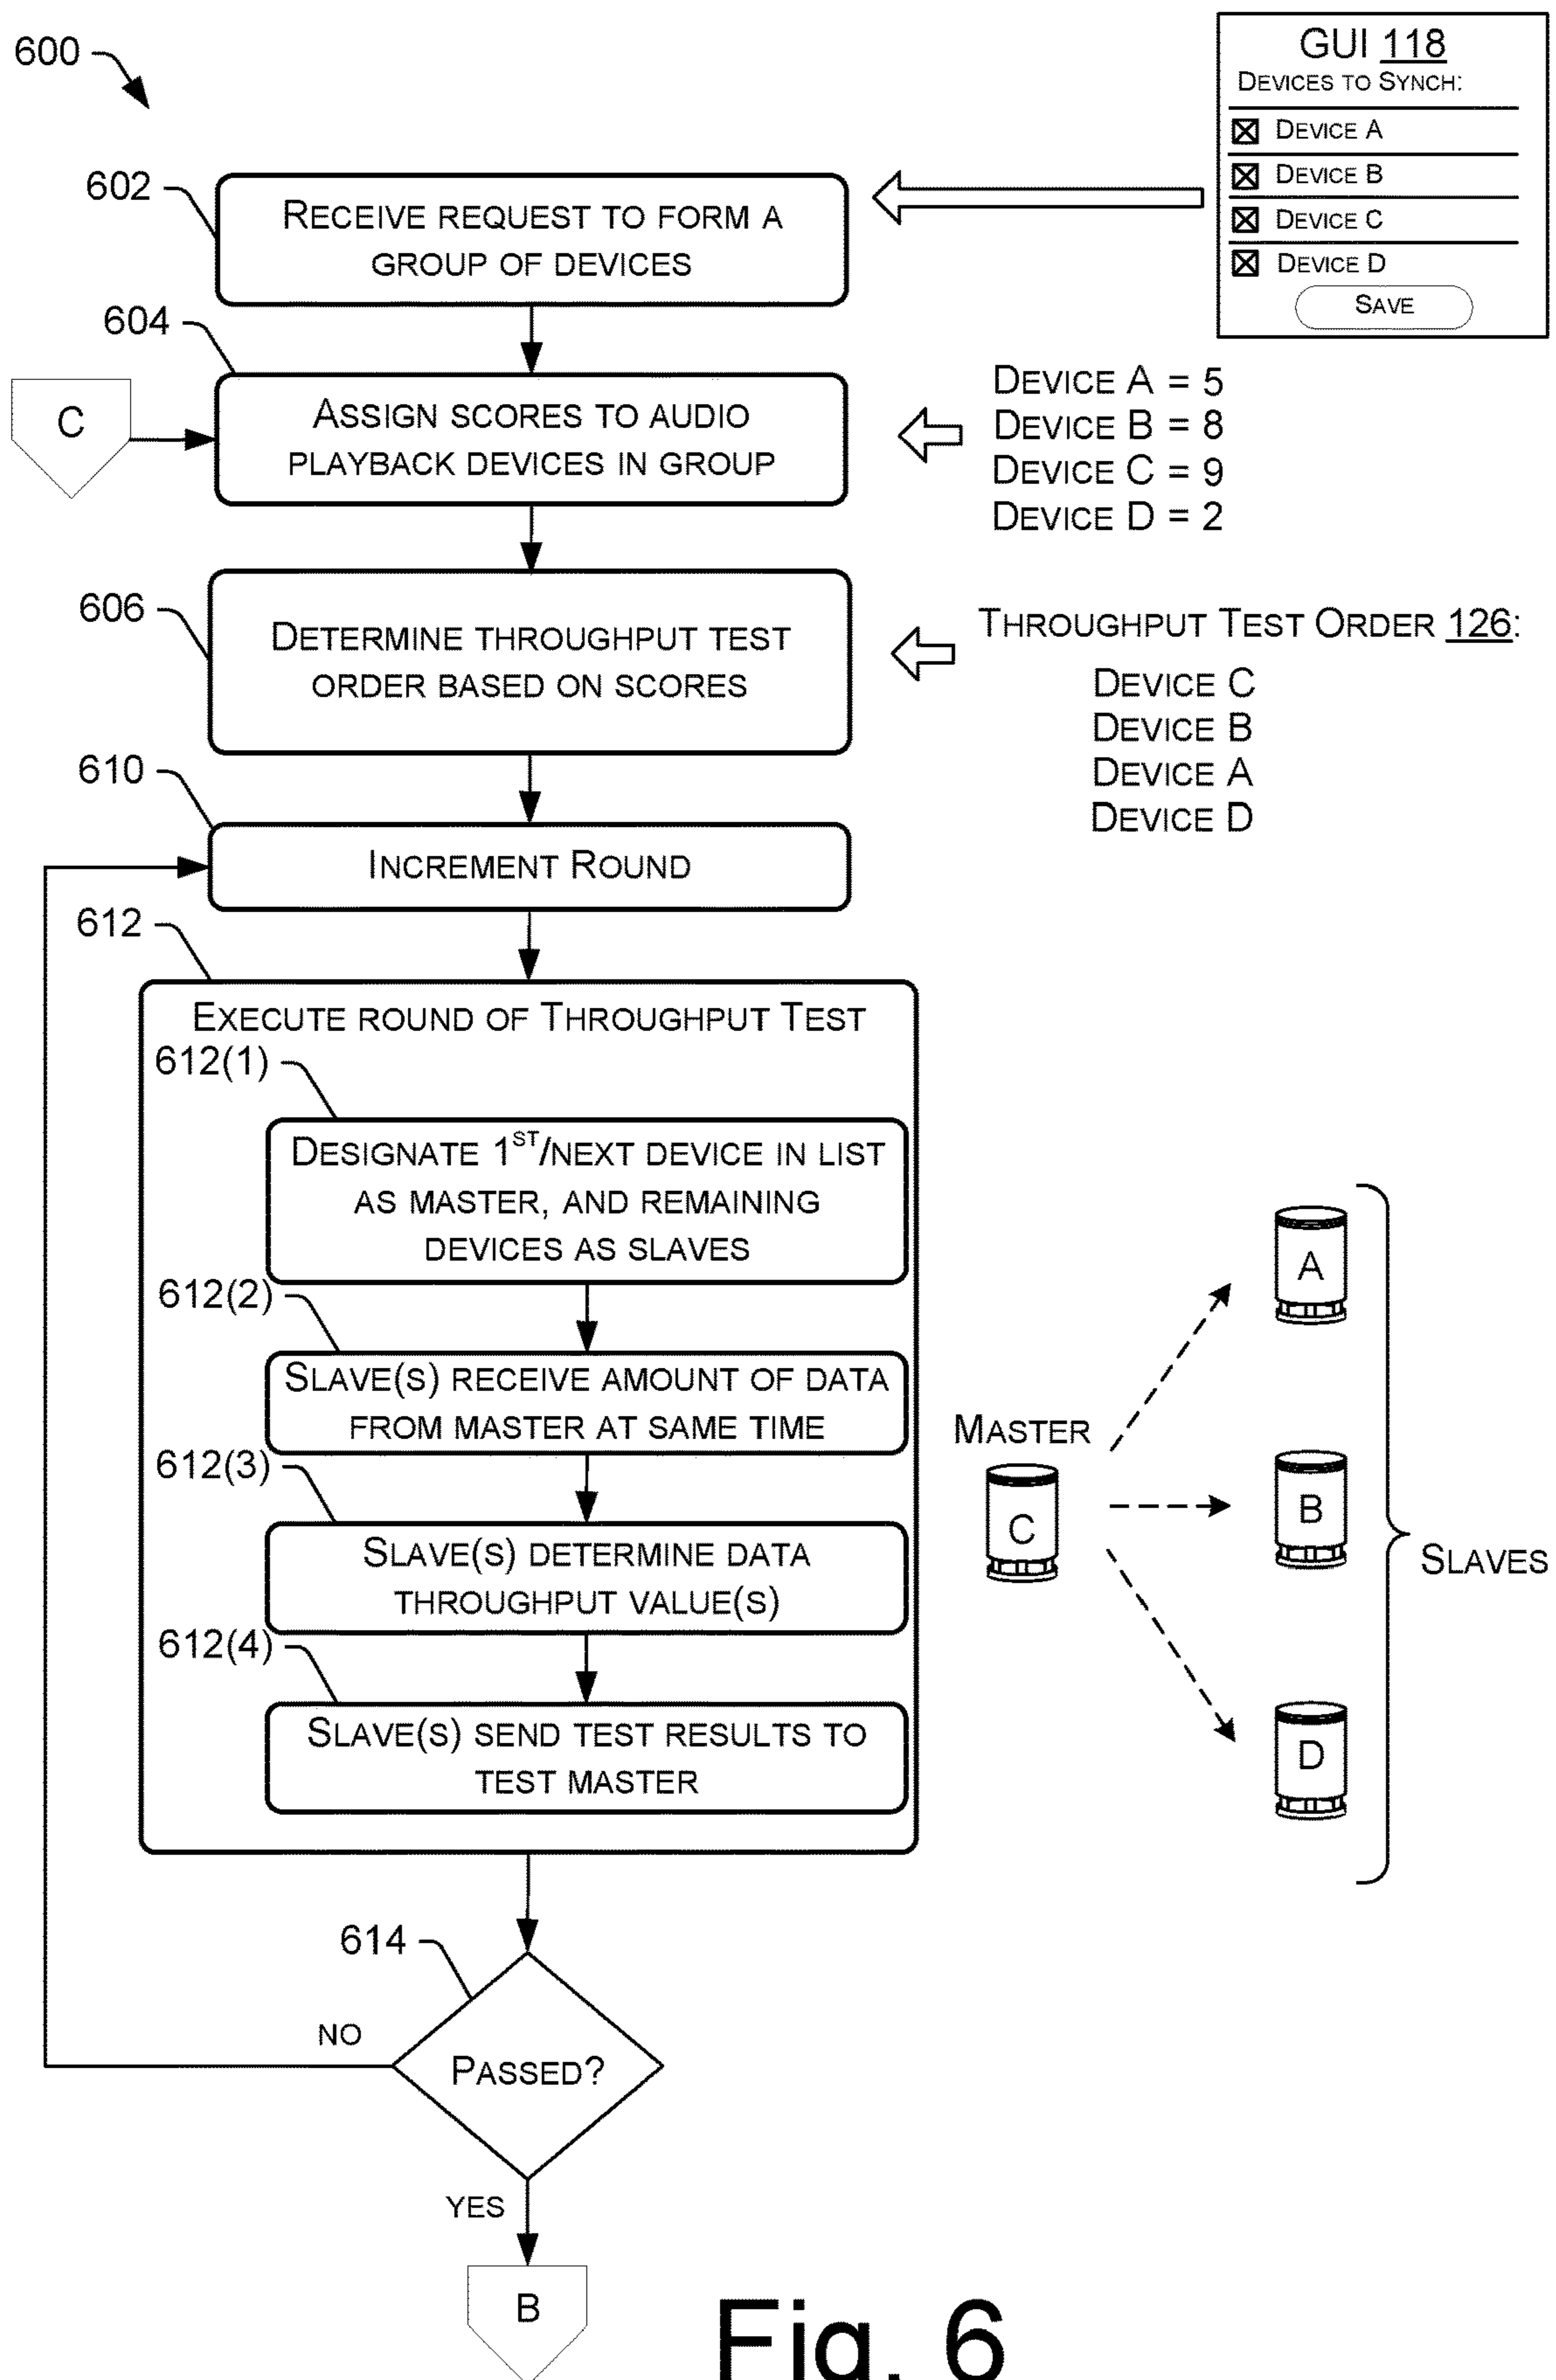 600
GUI 118
DEVICES TO SYNCH:
DEVICE A
DEVICE B
DEVICE C
DEVICE D
SAVE
602
RECEIVE REQUEST TO FORM A
GROUP OF DEVICES
604
C
ASSIGN SCORES TO AUDIO
PLAYBACK DEVICES IN GROUP
DEVICE A = 5
DEVICE B = 8
DEVICE C = 9
DEVICE D = 2
606
DETERMINE THROUGHPUT TEST
ORDER BASED ON SCORES
THROUGHPUT TEST ORDER 126:
DEVICE C
DEVICE B
DEVICE A
DEVICE D
610
INCREMENT ROUND
612
EXECUTE ROUND OF THROUGHPUT TEST
612(1)
DESIGNATE 1ST/NEXT DEVICE IN LIST
AS MASTER, AND REMAINING
DEVICES AS SLAVES
612(2)
SLAVE(S) RECEIVE AMOUNT OF DATA
FROM MASTER AT SAME TIME
612(3)
SLAVE(S) DETERMINE DATA
THROUGHPUT VALUE(S)
612(4)
SLAVE(S) SEND TEST RESULTS TO
TEST MASTER
MASTER
C
A
B
D
SLAVES
614
PASSED?
NO
YES
B
Fig. 6